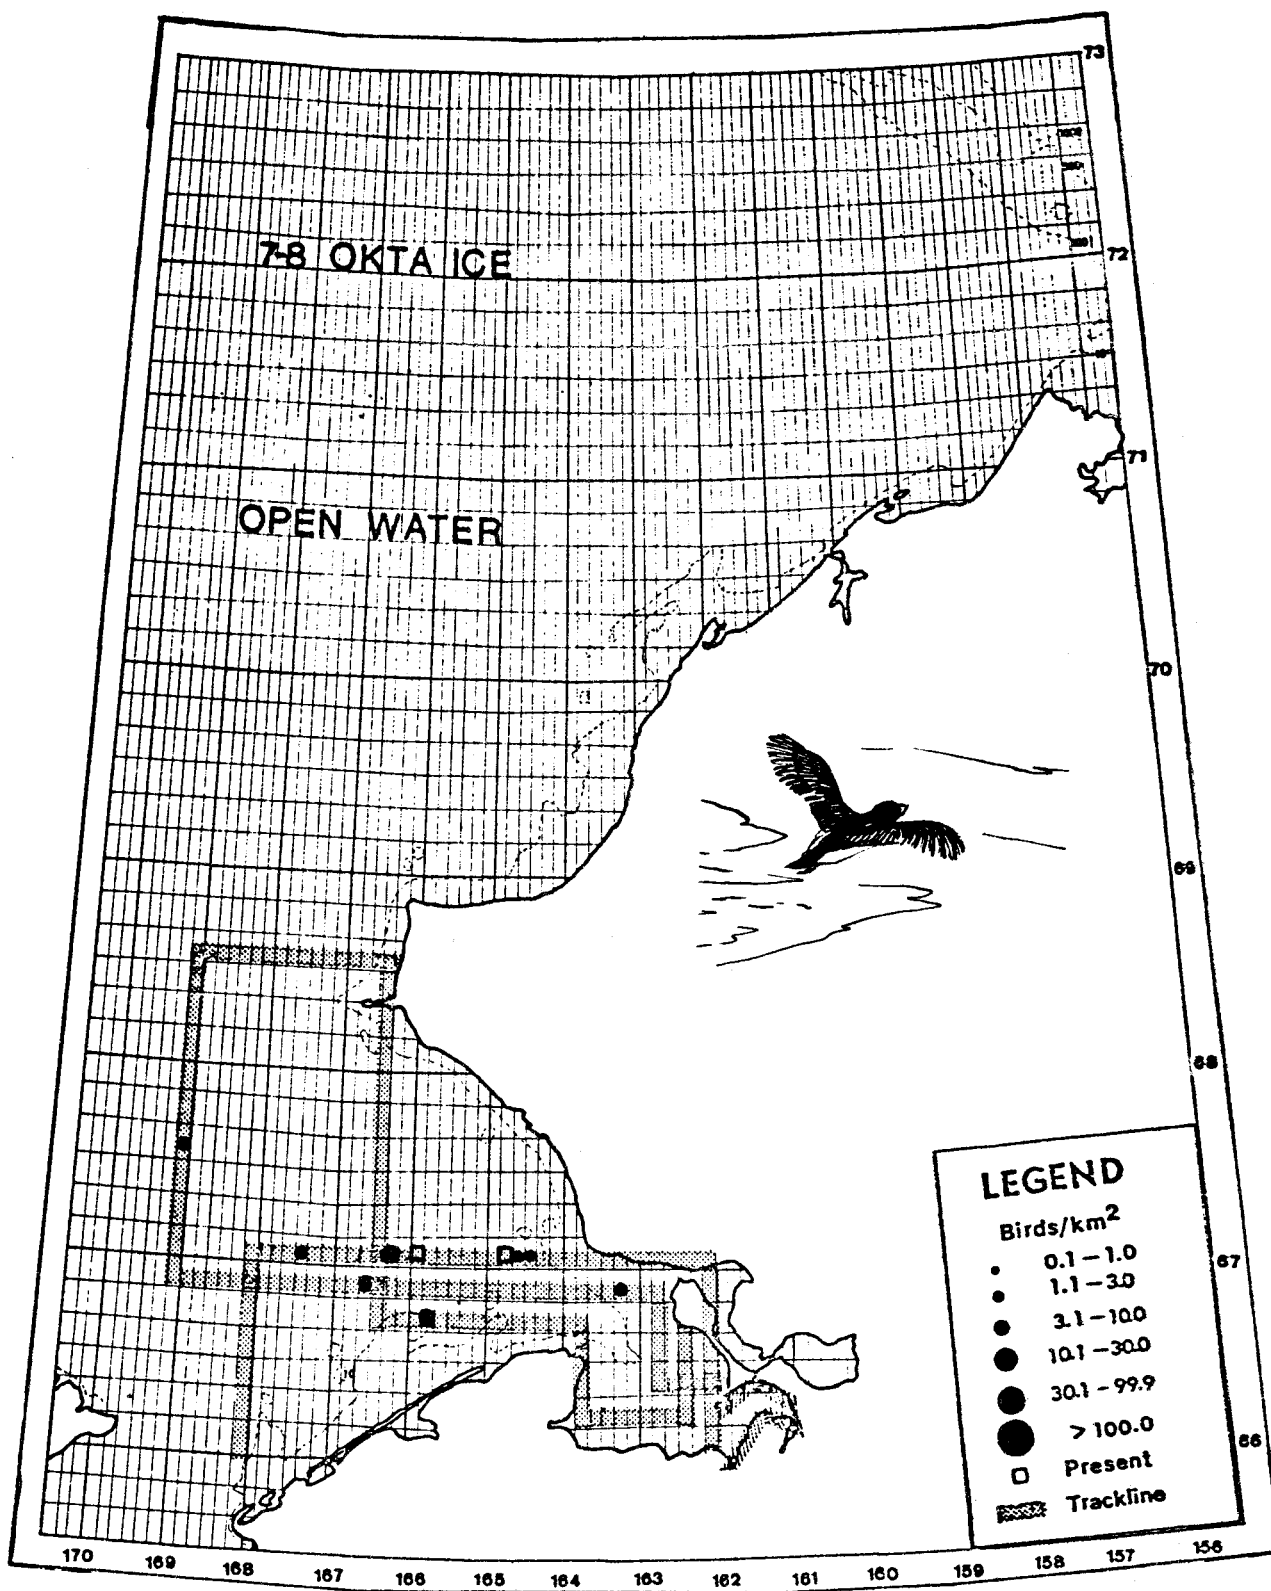 73
7-8 OKTA ICE
72
71
OPEN WATER
70
69
68
LEGEND
Birds/km²
0.1 – 1.0
1.1 – 3.0
3.1 – 10.0
10.1 – 30.0
30.1 – 99.9
> 100.0
Present
Trackline
67
66
170 169 168 167 166 165 164 163 162 161 160 159 158 157 156